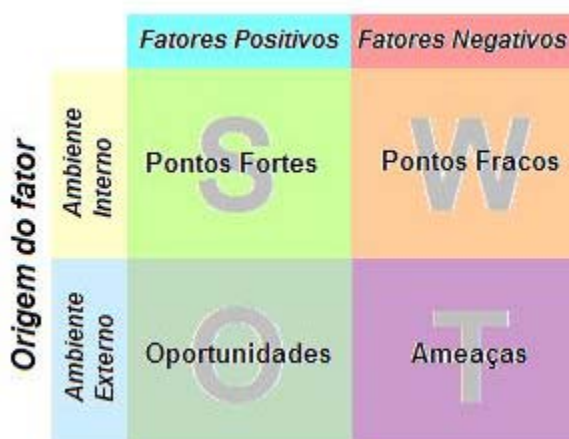 Fatores Positivos
Fatores Negativos
Origem do fator
Ambiente
Interno
S
Pontos Fortes
W
Pontos Fracos
Ambiente
Externo
O
Oportunidades
T
Ameaças